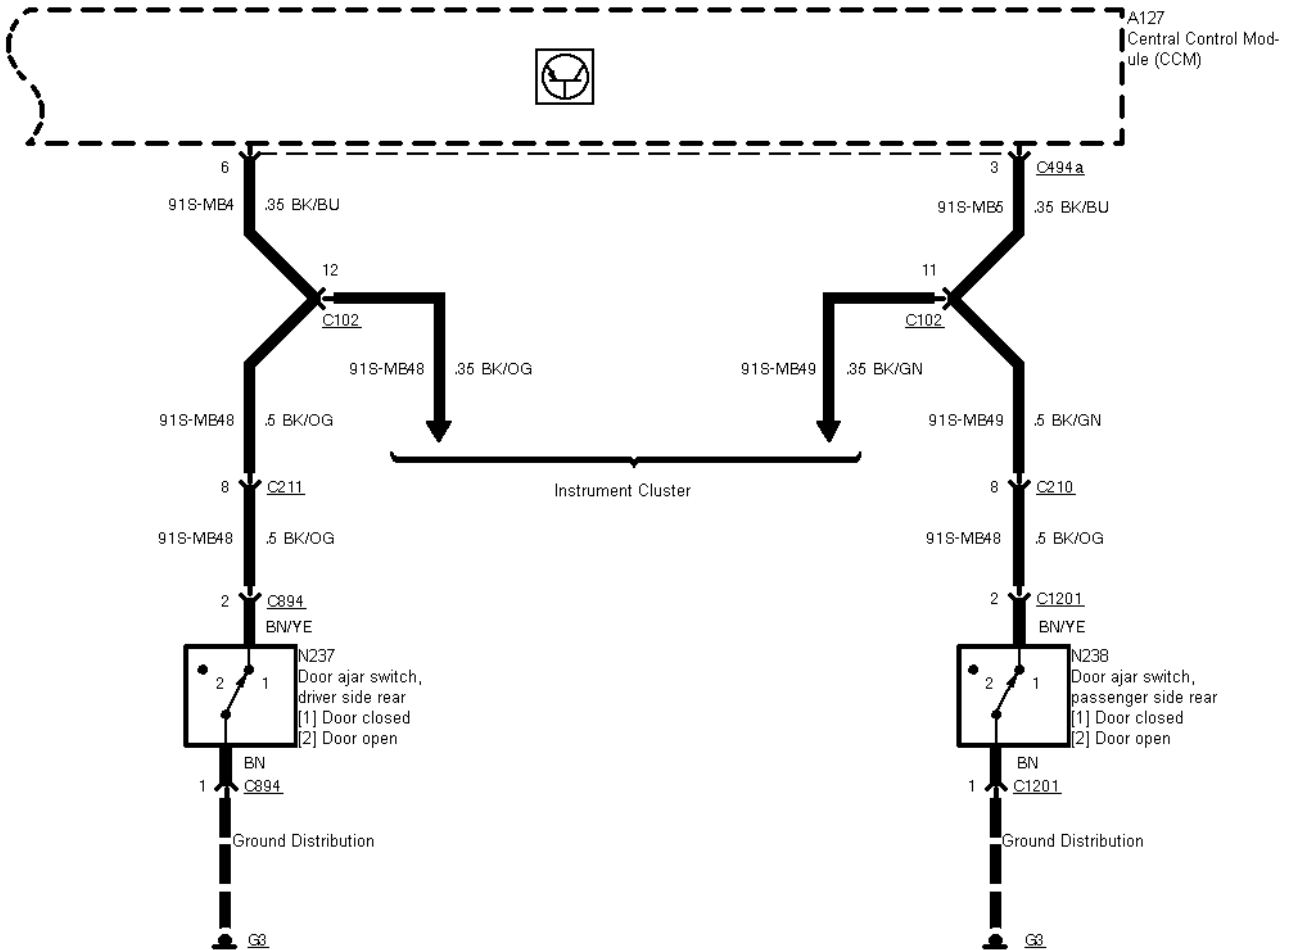 A127
Central Control Mod-
ule (CCM)
6
3
C494a
91S-MB4
.35 BK/BU
91S-MB5
.35 BK/BU
12
11
C102
C102
91S-MB48
.35 BK/OG
91S-MB49
.35 BK/GN
91S-MB48
.5 BK/OG
91S-MB49
.5 BK/GN
8
C211
Instrument Cluster
8
C210
91S-MB48
.5 BK/OG
91S-MB48
.5 BK/OG
2
C894
2
C1201
BN/YE
BN/YE
N237
Door ajar switch,
driver side rear
[1] Door closed
[2] Door open
2
1
N238
Door ajar switch,
passenger side rear
[1] Door closed
[2] Door open
2
1
BN
BN
1
C894
1
C1201
Ground Distribution
Ground Distribution
G3
G3